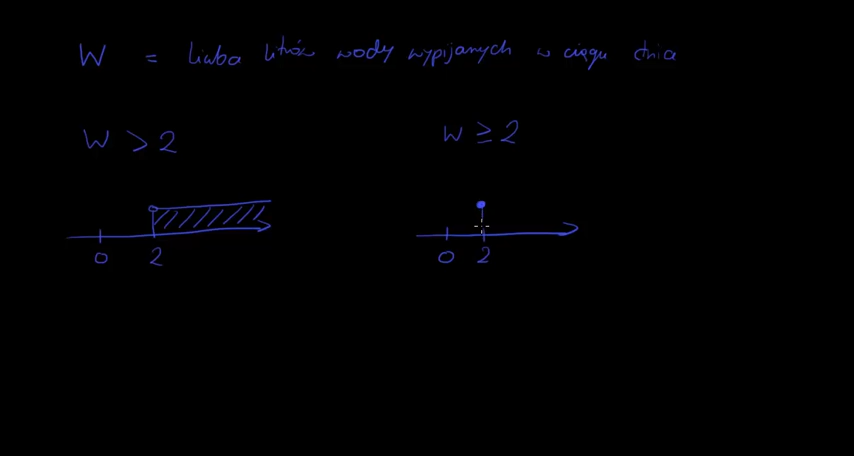 W = liczba litrów wody wypijanych w ciągu dnia
W > 2
W ≥ 2
0 2
0 2